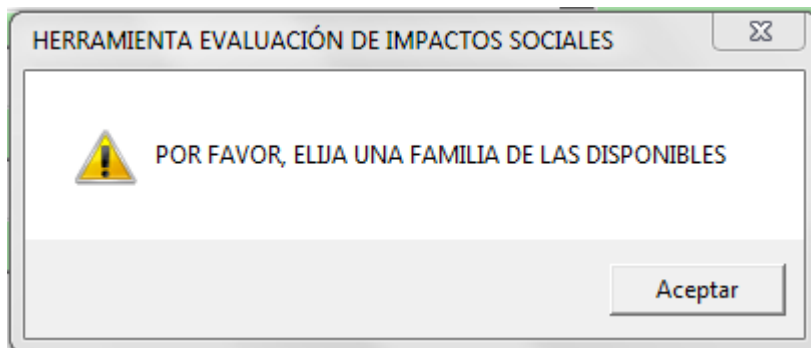 HERRAMIENTA EVALUACIÓN DE IMPACTOS SOCIALES
POR FAVOR, ELIJA UNA FAMILIA DE LAS DISPONIBLES
Aceptar